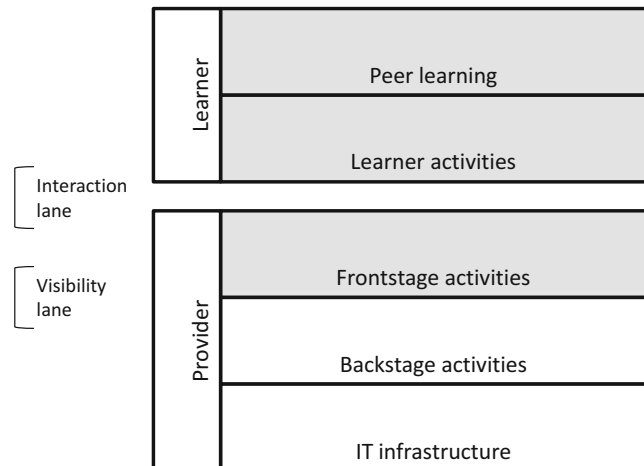 Learner
Peer learning
Learner activities
Interaction
lane
Visibility
lane
Provider
Frontstage activities
Backstage activities
IT infrastructure